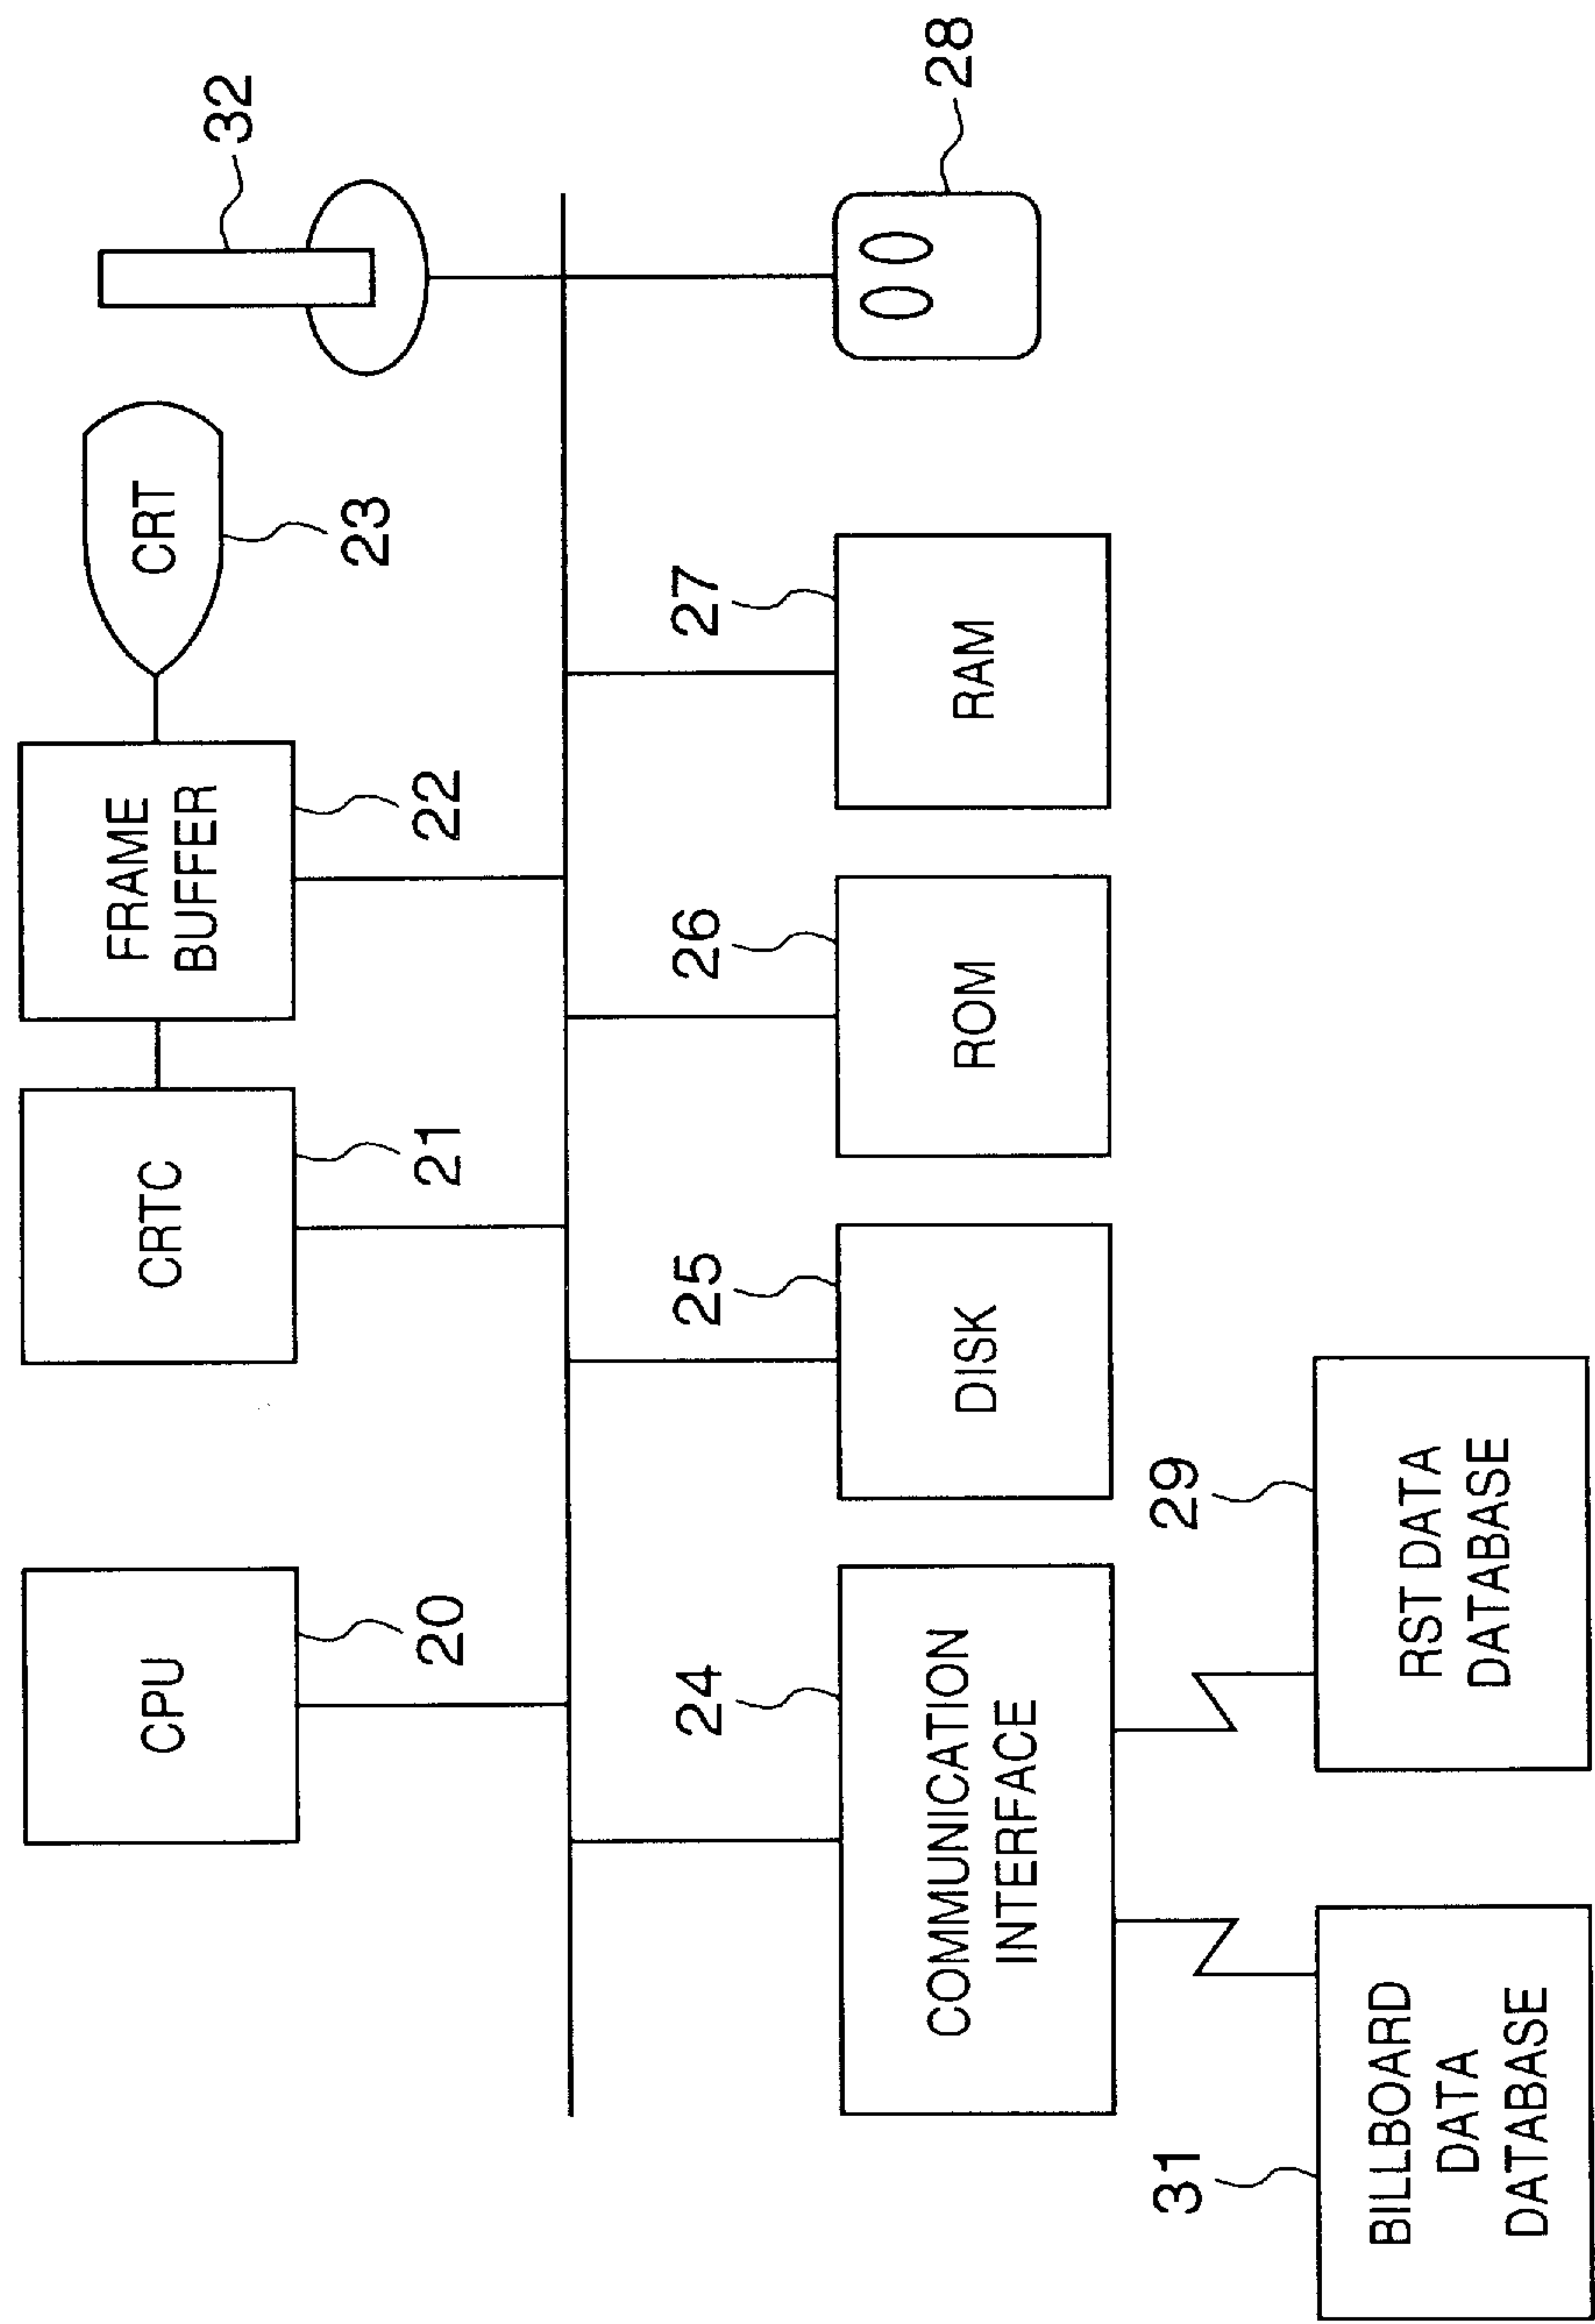 CPU
20
CRTC
21
FRAME
BUFFER
22
CRT
23
32
24
COMMUNICATION
INTERFACE
25
DISK
26
ROM
27
RAM
28
31
BILLBOARD
DATA
DATABASE
29
RST DATA
DATABASE